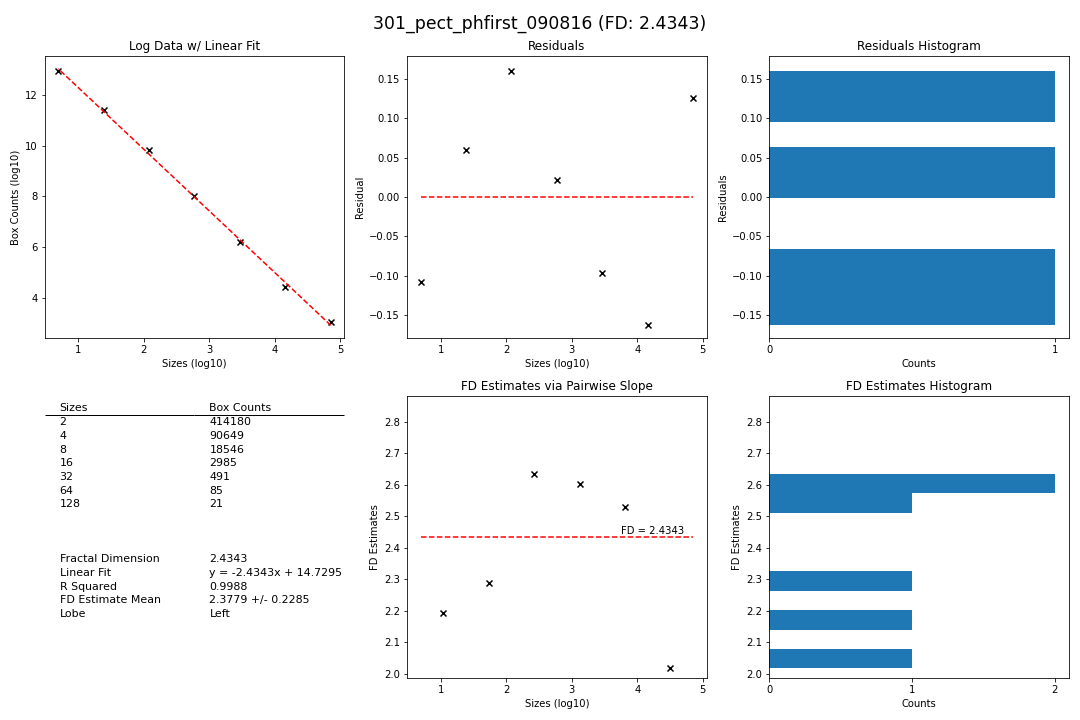 301_pect_phfirst_090816 (FD: 2.4343)
Log Data w/ Linear Fit
Box Counts (log10)
12
10
8
6
4
1 2 3 4 5
Sizes (log10)
Residuals
Residual
0.15
0.10
0.05
0.00
−0.05
−0.10
−0.15
1 2 3 4 5
Sizes (log10)
Residuals Histogram
Residuals
0.15
0.10
0.05
0.00
−0.05
−0.10
−0.15
0 1
Counts
Sizes Box Counts
2 414180
4 90649
8 18546
16 2985
32 491
64 85
128 21
Fractal Dimension 2.4343
Linear Fit y = -2.4343x + 14.7295
R Squared 0.9988
FD Estimate Mean 2.3779 +/- 0.2285
Lobe Left
FD Estimates via Pairwise Slope
FD Estimates
2.8
2.7
2.6
2.5
2.4
2.3
2.2
2.1
2.0
FD = 2.4343
1 2 3 4 5
Sizes (log10)
FD Estimates Histogram
FD Estimates
2.8
2.7
2.6
2.5
2.4
2.3
2.2
2.1
2.0
0 1 2
Counts